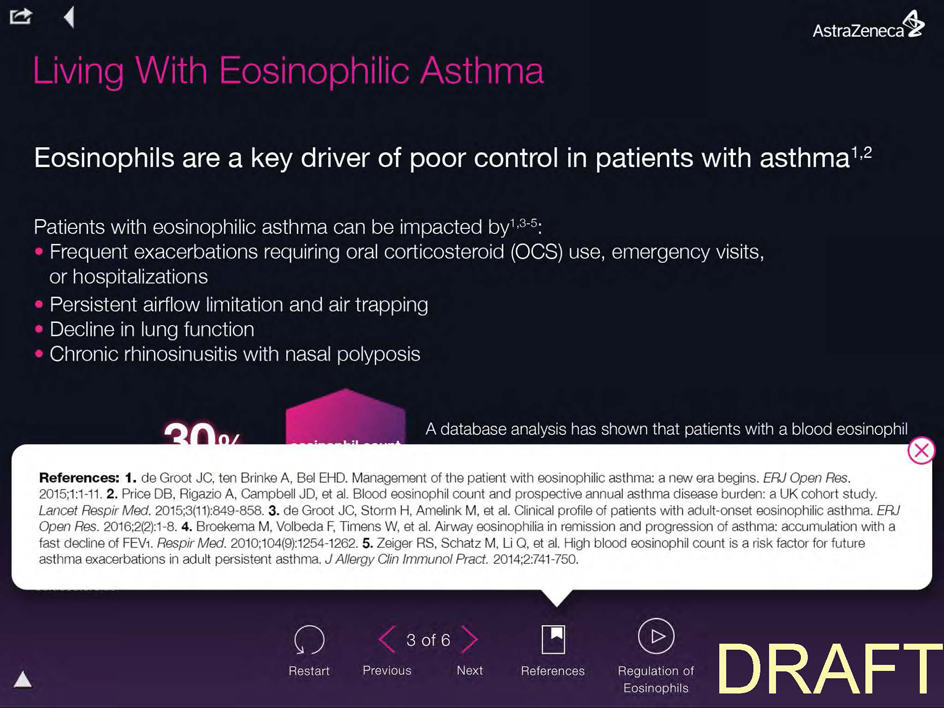 AstraZeneca
Living With Eosinophilic Asthma
Eosinophils are a key driver of poor control in patients with asthma1,2
Patients with eosinophilic asthma can be impacted by1,3-5:
• Frequent exacerbations requiring oral corticosteroid (OCS) use, emergency visits,
or hospitalizations
• Persistent airflow limitation and air trapping
• Decline in lung function
• Chronic rhinosinusitis with nasal polyposis
30%
eosinophil count
A database analysis has shown that patients with a blood eosinophil
References: 1. de Groot JC, ten Brinke A, Bel EHD. Management of the patient with eosinophilic asthma: a new era begins. ERJ Open Res.
2015;1:1-11. 2. Price DB, Rigazio A, Campbell JD, et al. Blood eosinophil count and prospective annual asthma disease burden: a UK cohort study.
Lancet Respir Med. 2015;3(11):849-858. 3. de Groot JC, Storm H, Amelink M, et al. Clinical profile of patients with adult-onset eosinophilic asthma. ERJ
Open Res. 2016;2(2):1-8. 4. Broekema M, Volbeda F, Timens W, et al. Airway eosinophilia in remission and progression of asthma: accumulation with a
fast decline of FEV1. Respir Med. 2010;104(9):1254-1262. 5. Zeiger RS, Schatz M, Li Q, et al. High blood eosinophil count is a risk factor for future
asthma exacerbations in adult persistent asthma. J Allergy Clin Immunol Pract. 2014;2:741-750.
3 of 6
Restart
Previous
Next
References
Regulation of
Eosinophils
DRAFT